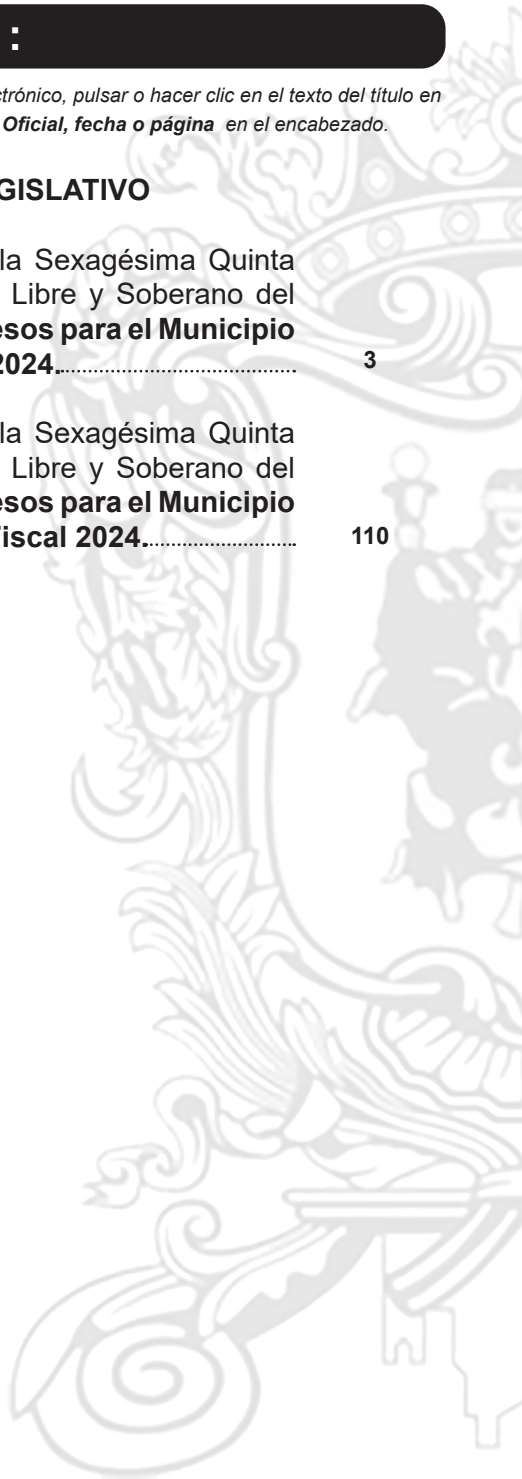 :
ctrónico, pulsar o hacer clic en el texto del título en
Oficial, fecha o página en el encabezado.
GISLATIVO
la Sexagésima Quinta
Libre y Soberano del
esos para el Municipio
2024. 3
la Sexagésima Quinta
Libre y Soberano del
esos para el Municipio
Fiscal 2024. 110